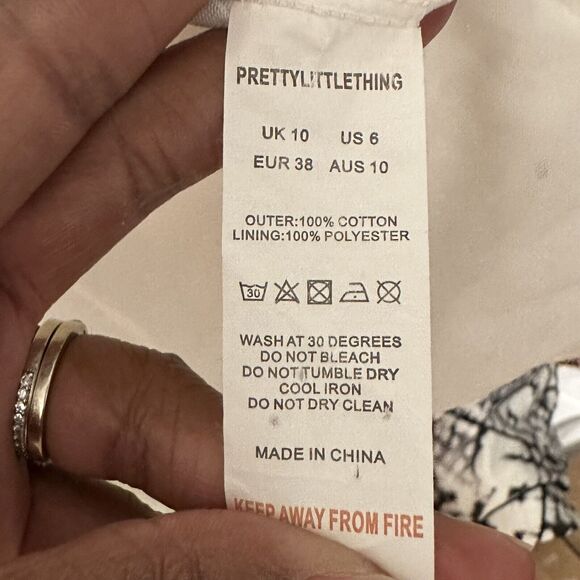 PRETTYLITTLETHING
UK 10 US 6
EUR 38 AUS 10
OUTER:100% COTTON
LINING:100% POLYESTER
30
WASH AT 30 DEGREES
DO NOT BLEACH
DO NOT TUMBLE DRY
COOL IRON
DO NOT DRY CLEAN
MADE IN CHINA
KEEP AWAY FROM FIRE